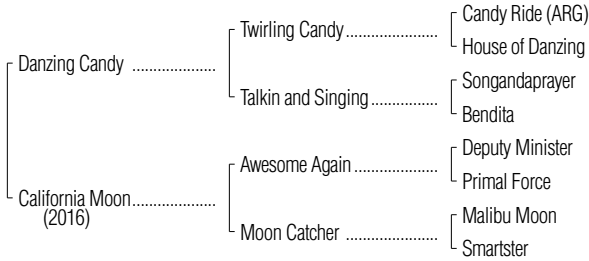 Candy Ride (ARG)
Twirling Candy....................
House of Danzing
Danzing Candy ..................
Songandaprayer
Talkin and Singing..............
Bendita
Deputy Minister
Awesome Again ..................
Primal Force
California Moon..................
(2016)
Malibu Moon
Moon Catcher ....................
Smartster